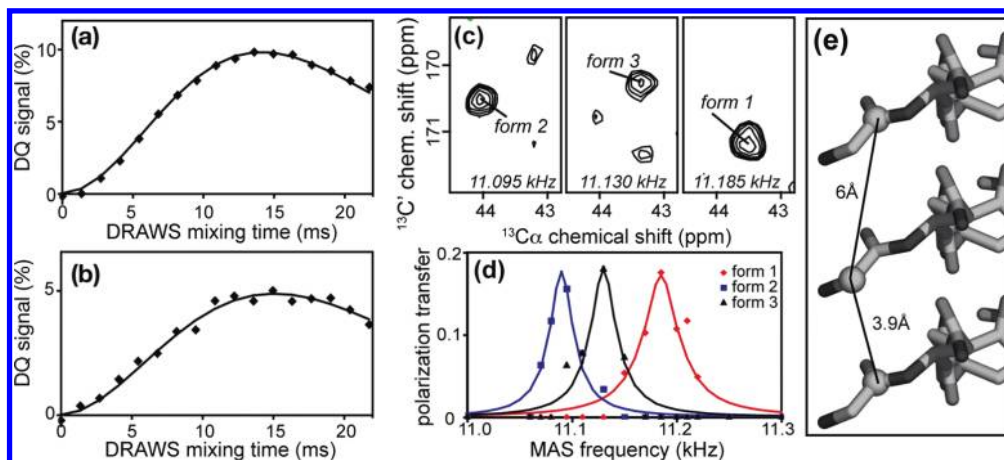 (a)
DQ signal (%)
10
5
0
0 5 10 15 20
DRAWS mixing time (ms)
(b)
DQ signal (%)
5
0
0 5 10 15 20
DRAWS mixing time (ms)
(c)
13C' chem. shift (ppm)
170
171
form 2
11.095 kHz
form 3
11.130 kHz
form 1
11.185 kHz
44 43 44 43 44 43
13Cα chemical shift (ppm)
(d)
polarization transfer
0.2
0.1
0
form 1
form 2
form 3
11.0 11.1 11.2 11.3
MAS frequency (kHz)
(e)
6Å
3.9Å